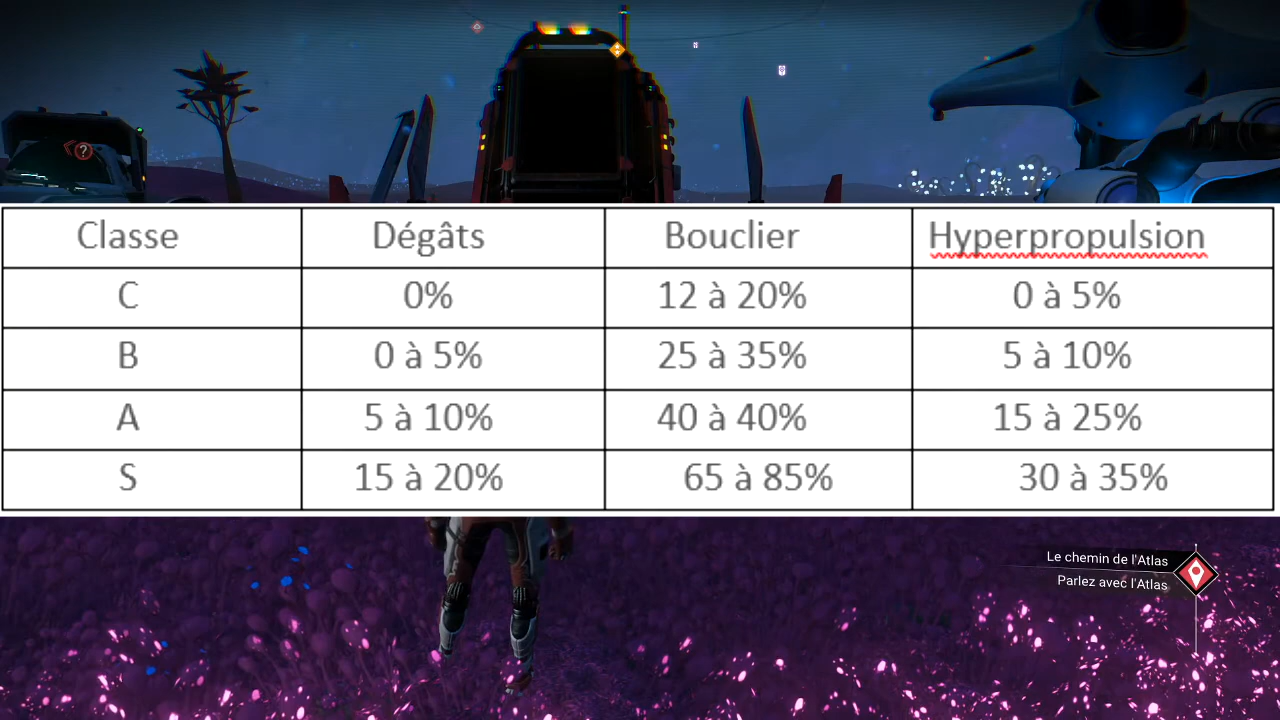 ?
Classe Dégâts Bouclier Hyperpropulsion
C 0% 12 à 20% 0 à 5%
B 0 à 5% 25 à 35% 5 à 10%
A 5 à 10% 40 à 40% 15 à 25%
S 15 à 20% 65 à 85% 30 à 35%
Le chemin de l'Atlas
Parlez avec l'Atlas